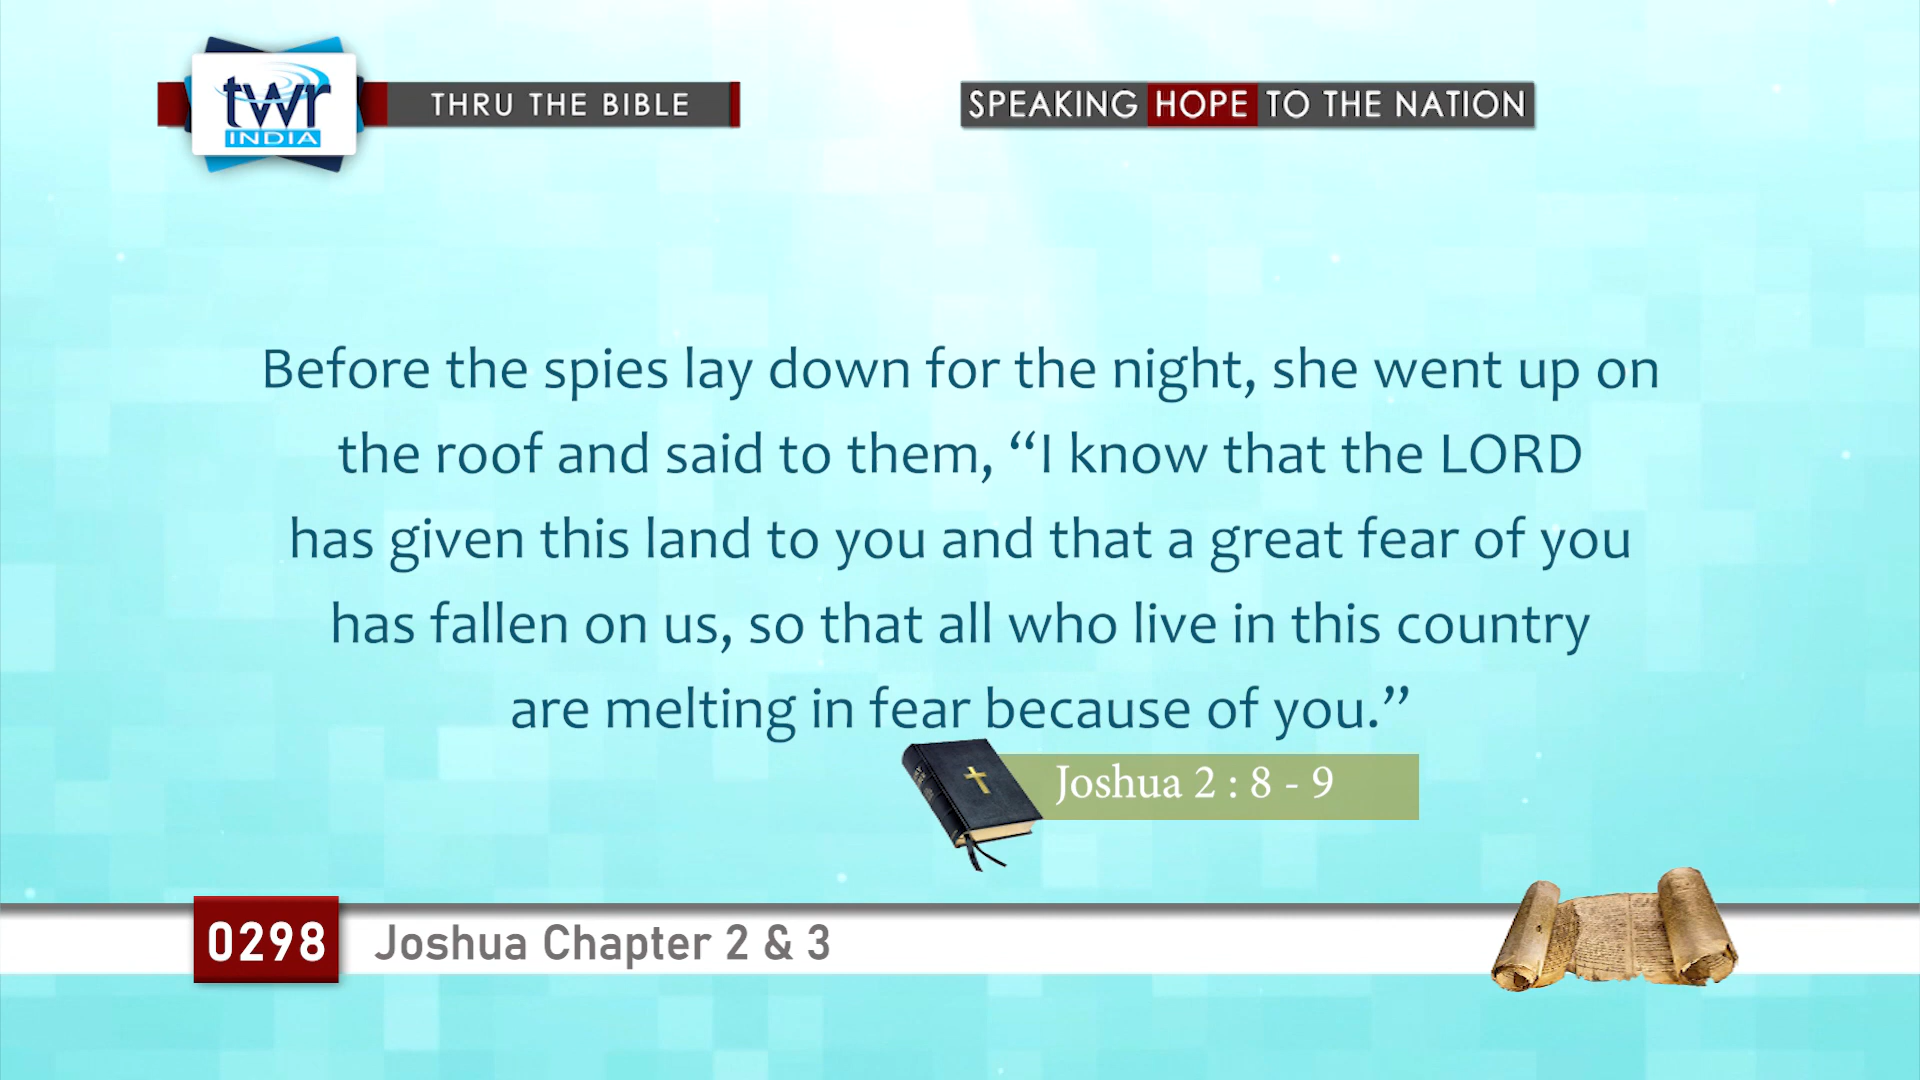 twr
INDIA
THRU THE BIBLE
SPEAKING HOPE TO THE NATION
Before the spies lay down for the night, she went up on
the roof and said to them, “I know that the LORD
has given this land to you and that a great fear of you
has fallen on us, so that all who live in this country
are melting in fear because of you.”
Joshua 2 : 8 - 9
0298
Joshua Chapter 2 & 3